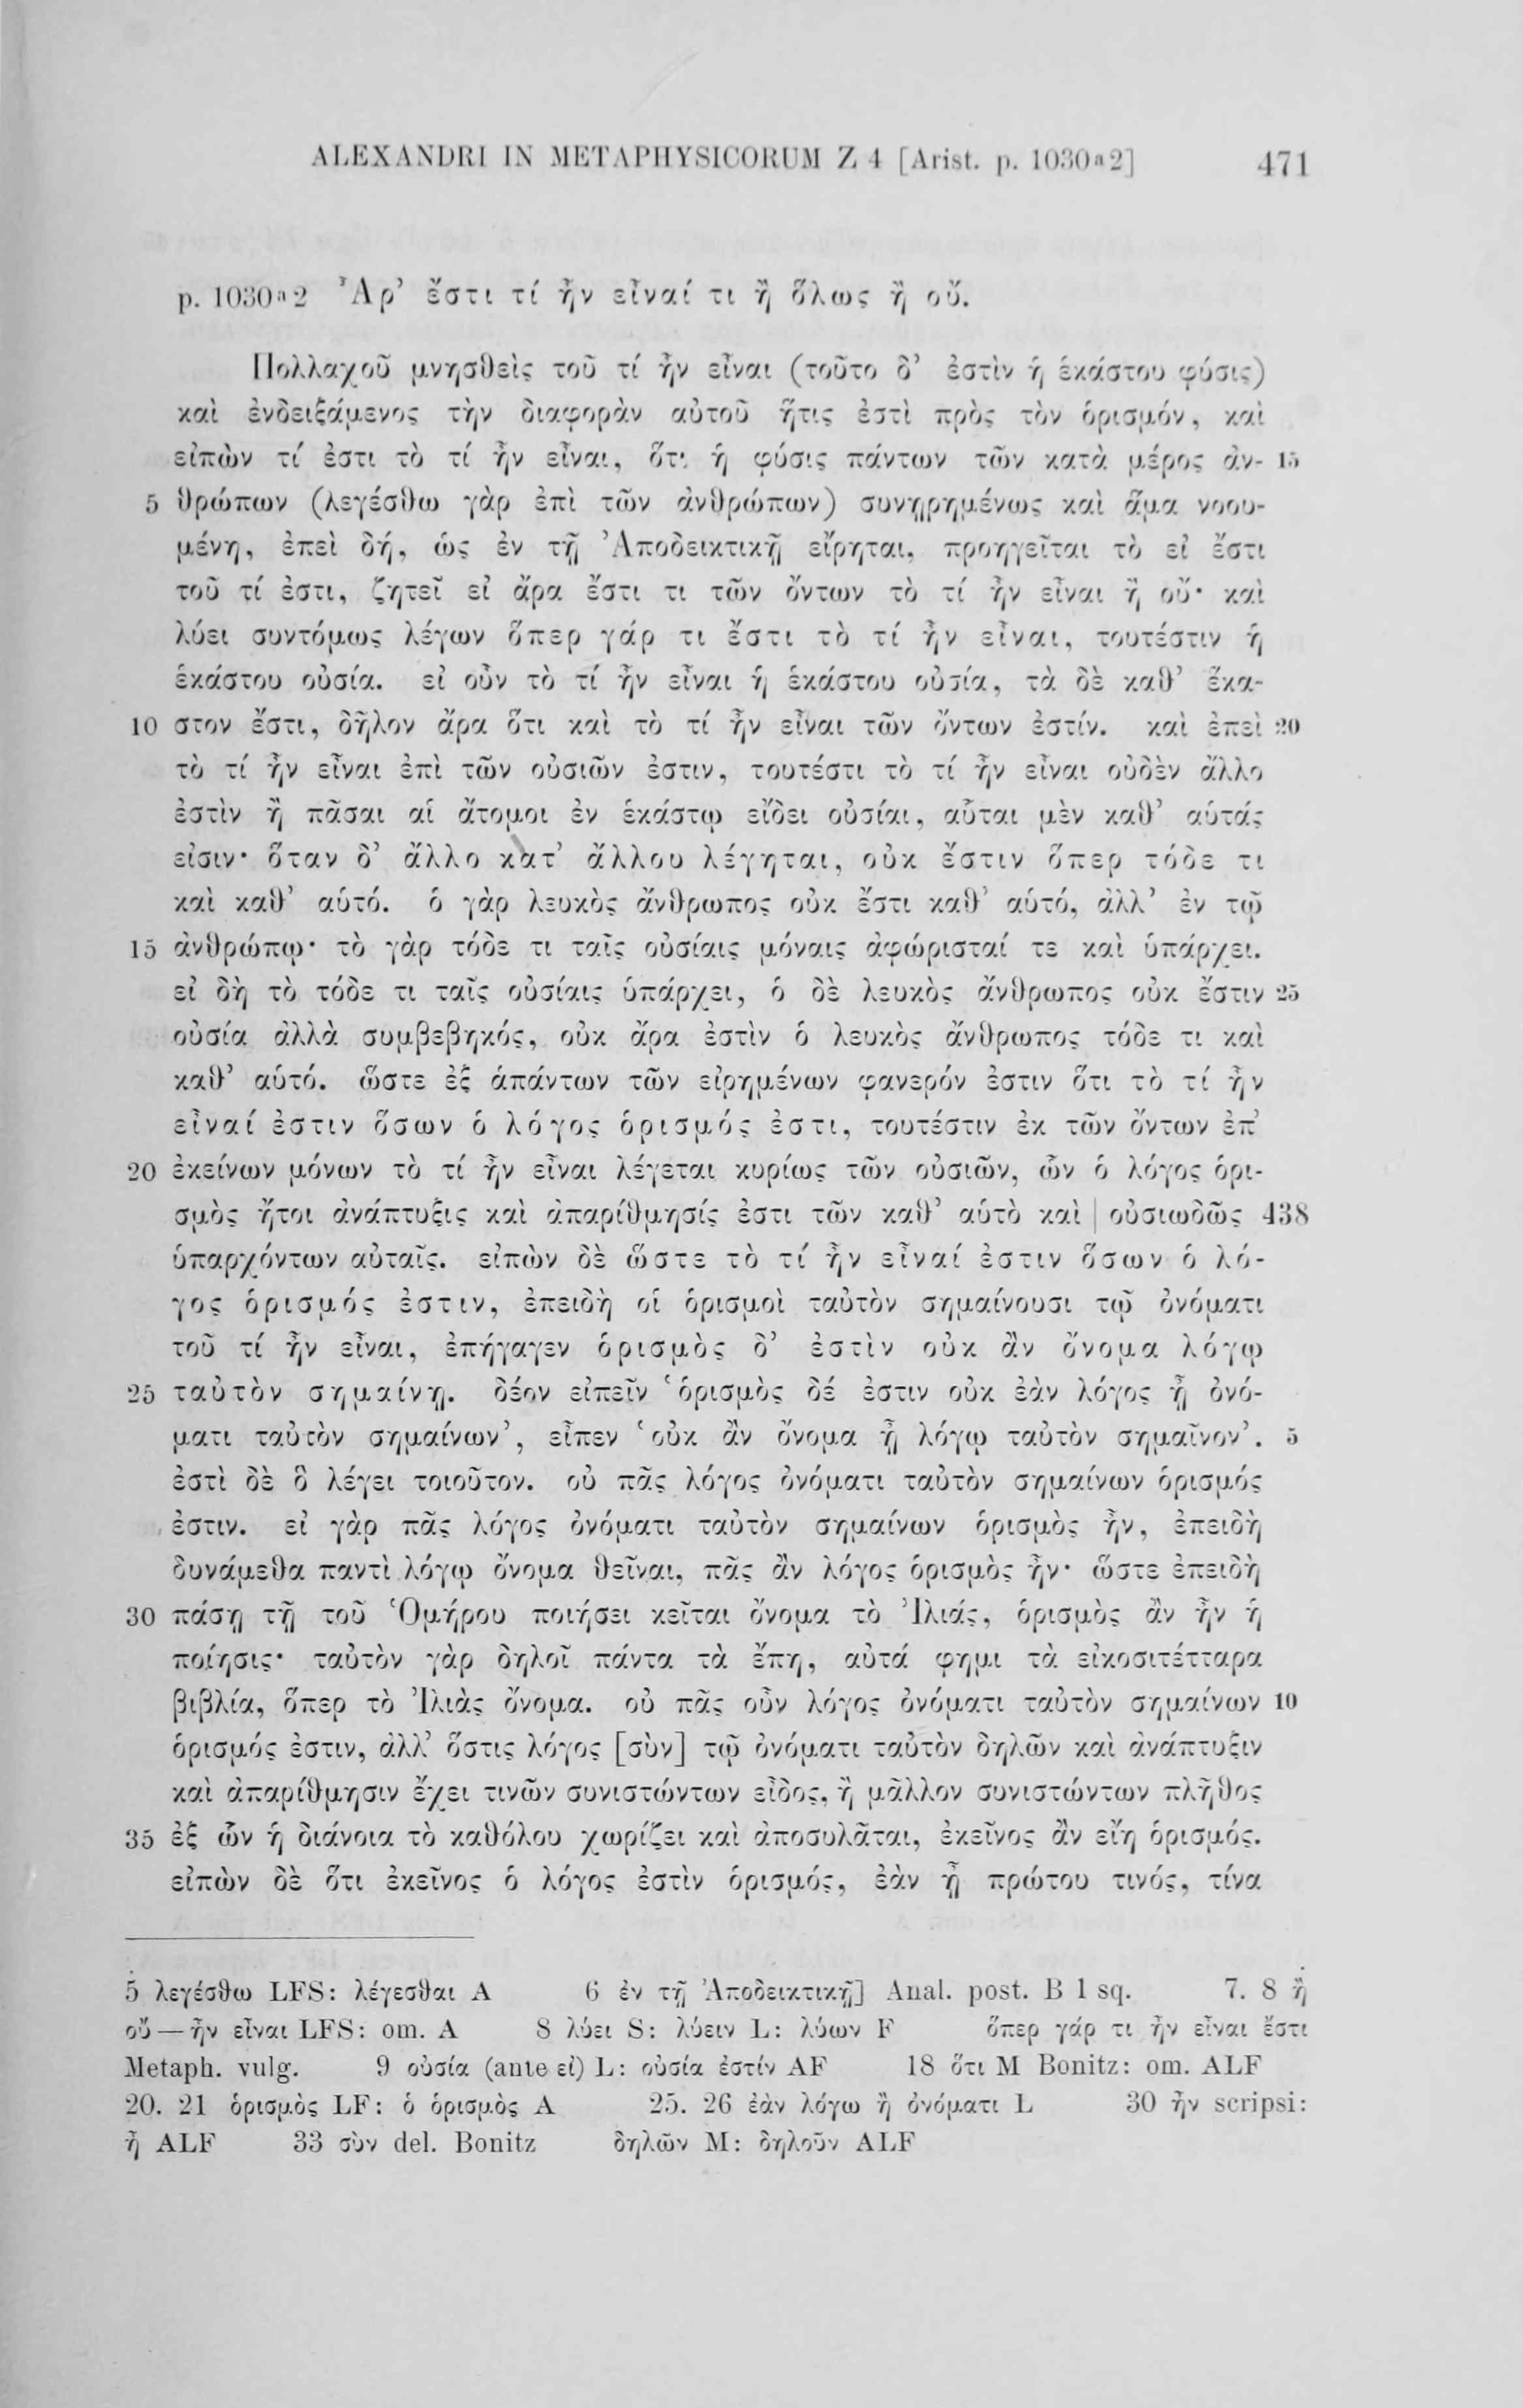 ALEXANDRI IN METAPHYSICORUM Z 4 [Arist. p. 1030a2] 471
p. 1030a2 Ἆρ’ ἔστι τί ἦν εἶναί τι ἢ ὅλως ἢ οὔ.
Πολλαχοῦ μνησθεὶς τοῦ τί ἦν εἶναι (τοῦτο δ’ ἐστὶν ἡ ἑκάστου φύσις)
καὶ ἐνδειξάμενος τὴν διαφορὰν αὐτοῦ ἥτις ἐστὶ πρὸς τὸν ὁρισμόν, καὶ
εἰπὼν τί ἐστι τὸ τί ἦν εἶναι, ὅτι ἡ φύσις πάντων τῶν κατὰ μέρος ἀν- 15
5 θρώπων (λεγέσθω γὰρ ἐπὶ τῶν ἀνθρώπων) συνῃρημένως καὶ ἅμα νοου-
μένη, ἐπεὶ δή, ὡς ἐν τῇ Ἀποδεικτικῇ εἴρηται, προηγεῖται τὸ εἰ ἔστι
τοῦ τί ἐστι, ζητεῖ εἰ ἄρα ἔστι τι τῶν ὄντων τὸ τί ἦν εἶναι ἢ οὔ· καὶ
λύει συντόμως λέγων ὅπερ γάρ τι ἔστι τὸ τί ἦν εἶναι, τουτέστιν ἡ
ἑκάστου οὐσία. εἰ οὖν τὸ τί ἦν εἶναι ἡ ἑκάστου οὐσία, τὰ δὲ καθ’ ἕκα-
10 στον ἔστι, δῆλον ἄρα ὅτι καὶ τὸ τί ἦν εἶναι τῶν ὄντων ἐστίν. καὶ ἐπεὶ 20
τὸ τί ἦν εἶναι ἐπὶ τῶν οὐσιῶν ἐστιν, τουτέστι τὸ τί ἦν εἶναι οὐδὲν ἄλλο
ἐστὶν ἢ πᾶσαι αἱ ἄτομοι ἐν ἑκάστῳ εἴδει οὐσίαι, αὗται μὲν καθ’ αὑτάς
εἰσιν· ὅταν δ’ ἄλλο κατ’ ἄλλου λέγηται, οὐκ ἔστιν ὅπερ τόδε τι
καὶ καθ’ αὑτό. ὁ γὰρ λευκὸς ἄνθρωπος οὐκ ἔστι καθ’ αὑτό, ἀλλ’ ἐν τῷ
15 ἀνθρώπῳ· τὸ γὰρ τόδε τι ταῖς οὐσίαις μόναις ἀφώρισταί τε καὶ ὑπάρχει.
εἰ δὴ τὸ τόδε τι ταῖς οὐσίαις ὑπάρχει, ὁ δὲ λευκὸς ἄνθρωπος οὐκ ἔστιν 25
οὐσία ἀλλὰ συμβεβηκός, οὐκ ἄρα ἐστὶν ὁ λευκὸς ἄνθρωπος τόδε τι καὶ
καθ’ αὑτό. ὥστε ἐξ ἁπάντων τῶν εἰρημένων φανερόν ἐστιν ὅτι τὸ τί ἦν
εἶναί ἐστιν ὅσων ὁ λόγος ὁρισμός ἐστι, τουτέστιν ἐκ τῶν ὄντων ἐπ’
20 ἐκείνων μόνων τὸ τί ἦν εἶναι λέγεται κυρίως τῶν οὐσιῶν, ὧν ὁ λόγος ὁρι-
σμὸς ἤτοι ἀνάπτυξις καὶ ἀπαρίθμησίς ἐστι τῶν καθ’ αὑτὸ καὶ | οὐσιωδῶς 438
ὑπαρχόντων αὐταῖς. εἰπὼν δὲ ὥστε τὸ τί ἦν εἶναί ἐστιν ὅσων ὁ λό-
γος ὁρισμός ἐστιν, ἐπειδὴ οἱ ὁρισμοὶ ταὐτὸν σημαίνουσι τῷ ὀνόματι
τοῦ τί ἦν εἶναι, ἐπήγαγεν ὁρισμὸς δ’ ἐστὶν οὐκ ἂν ὄνομα λόγῳ
25 ταὐτὸν σημαίνῃ. δέον εἰπεῖν ‘ὁρισμὸς δέ ἐστιν οὐκ ἐὰν λόγος ᾖ ὀνό-
ματι ταὐτὸν σημαίνων’, εἶπεν ‘οὐκ ἂν ὄνομα ᾖ λόγῳ ταὐτὸν σημαῖνον’. 5
ἐστὶ δὲ ὃ λέγει τοιοῦτον. οὐ πᾶς λόγος ὀνόματι ταὐτὸν σημαίνων ὁρισμός
ἐστιν. εἰ γὰρ πᾶς λόγος ὀνόματι ταὐτὸν σημαίνων ὁρισμὸς ἦν, ἐπειδὴ
δυνάμεθα παντὶ λόγῳ ὄνομα θεῖναι, πᾶς ἂν λόγος ὁρισμὸς ἦν· ὥστε ἐπειδὴ
30 πάσῃ τῇ τοῦ Ὁμήρου ποιήσει κεῖται ὄνομα τὸ Ἰλιάς, ὁρισμὸς ἂν ἦν ἡ
ποίησις· ταὐτὸν γὰρ δηλοῖ πάντα τὰ ἔπη, αὐτά φημι τὰ εἰκοσιτέτταρα
βιβλία, ὅπερ τὸ Ἰλιὰς ὄνομα. οὐ πᾶς οὖν λόγος ὀνόματι ταὐτὸν σημαίνων 10
ὁρισμός ἐστιν, ἀλλ’ ὅστις λόγος [σὺν] τῷ ὀνόματι ταὐτὸν δηλῶν καὶ ἀνάπτυξιν
καὶ ἀπαρίθμησιν ἔχει τινῶν συνιστώντων εἶδος, ἢ μᾶλλον συνιστώντων πλῆθος
35 ἐξ ὧν ἡ διάνοια τὸ καθόλου χωρίζει καὶ ἀποσυλᾶται, ἐκεῖνος ἂν εἴη ὁρισμός.
εἰπὼν δὲ ὅτι ἐκεῖνος ὁ λόγος ἐστὶν ὁρισμός, ἐὰν ᾖ πρώτου τινός, τίνα
5 λεγέσθω LFS: λέγεσθαι A 6 ἐν τῇ Ἀποδεικτικῇ] Anal. post. B 1 sq. 7. 8 ἢ
οὔ — ἦν εἶναι LFS: om. A 8 λύει S: λύειν L: λύων F ὅπερ γάρ τι ἦν εἶναι ἔστι
Metaph. vulg. 9 οὐσία (ante εἰ) L: οὐσία ἐστίν AF 18 ὅτι M Bonitz: om. ALF
20. 21 ὁρισμὸς LF: ὁ ὁρισμὸς A 25. 26 ἐὰν λόγω ἢ ὀνόματι L 30 ἦν scripsi:
ᾖ ALF 33 σὺν del. Bonitz δηλῶν M: δηλοῦν ALF